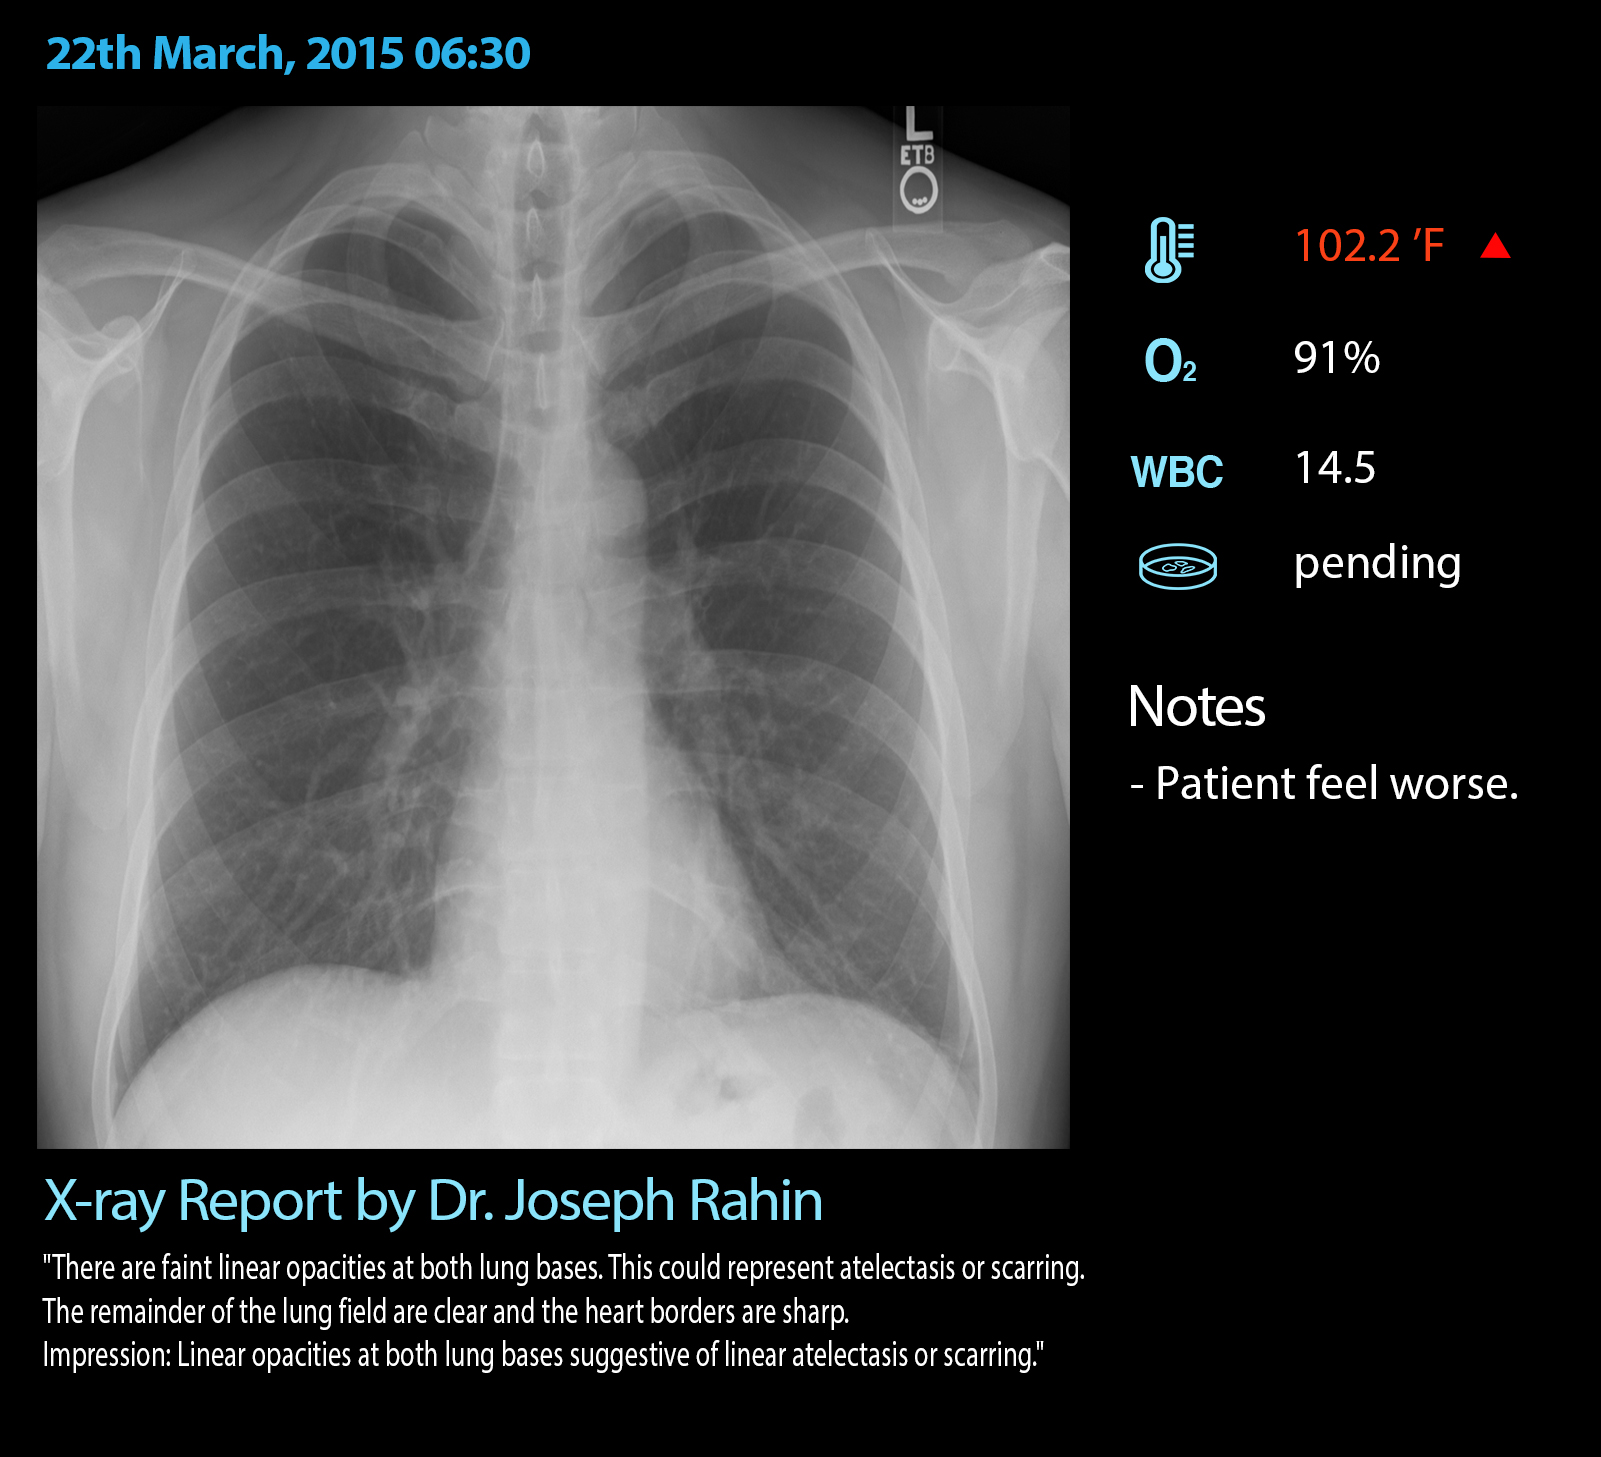 22th March, 2015 06:30
L
ETB
102.2 ’F
O₂ 91%
WBC 14.5
pending
Notes
- Patient feel worse.
X-ray Report by Dr. Joseph Rahin
"There are faint linear opacities at both lung bases. This could represent atelectasis or scarring.
The remainder of the lung field are clear and the heart borders are sharp.
Impression: Linear opacities at both lung bases suggestive of linear atelectasis or scarring."